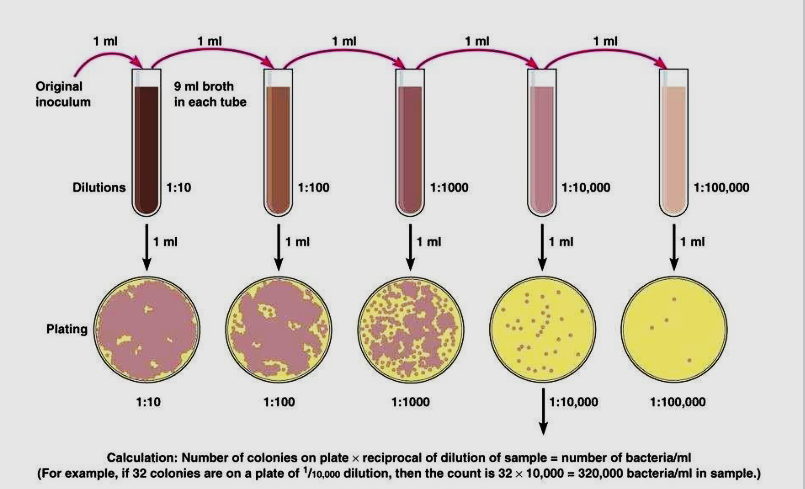 1 ml 1 ml 1 ml 1 ml 1 ml
Original
inoculum
9 ml broth
in each tube
Dilutions 1:10 1:100 1:1000 1:10,000 1:100,000
1 ml 1 ml 1 ml 1 ml 1 ml
Plating
1:10 1:100 1:1000 1:10,000 1:100,000
Calculation: Number of colonies on plate × reciprocal of dilution of sample = number of bacteria/ml
(For example, if 32 colonies are on a plate of 1/10,000 dilution, then the count is 32 × 10,000 = 320,000 bacteria/ml in sample.)